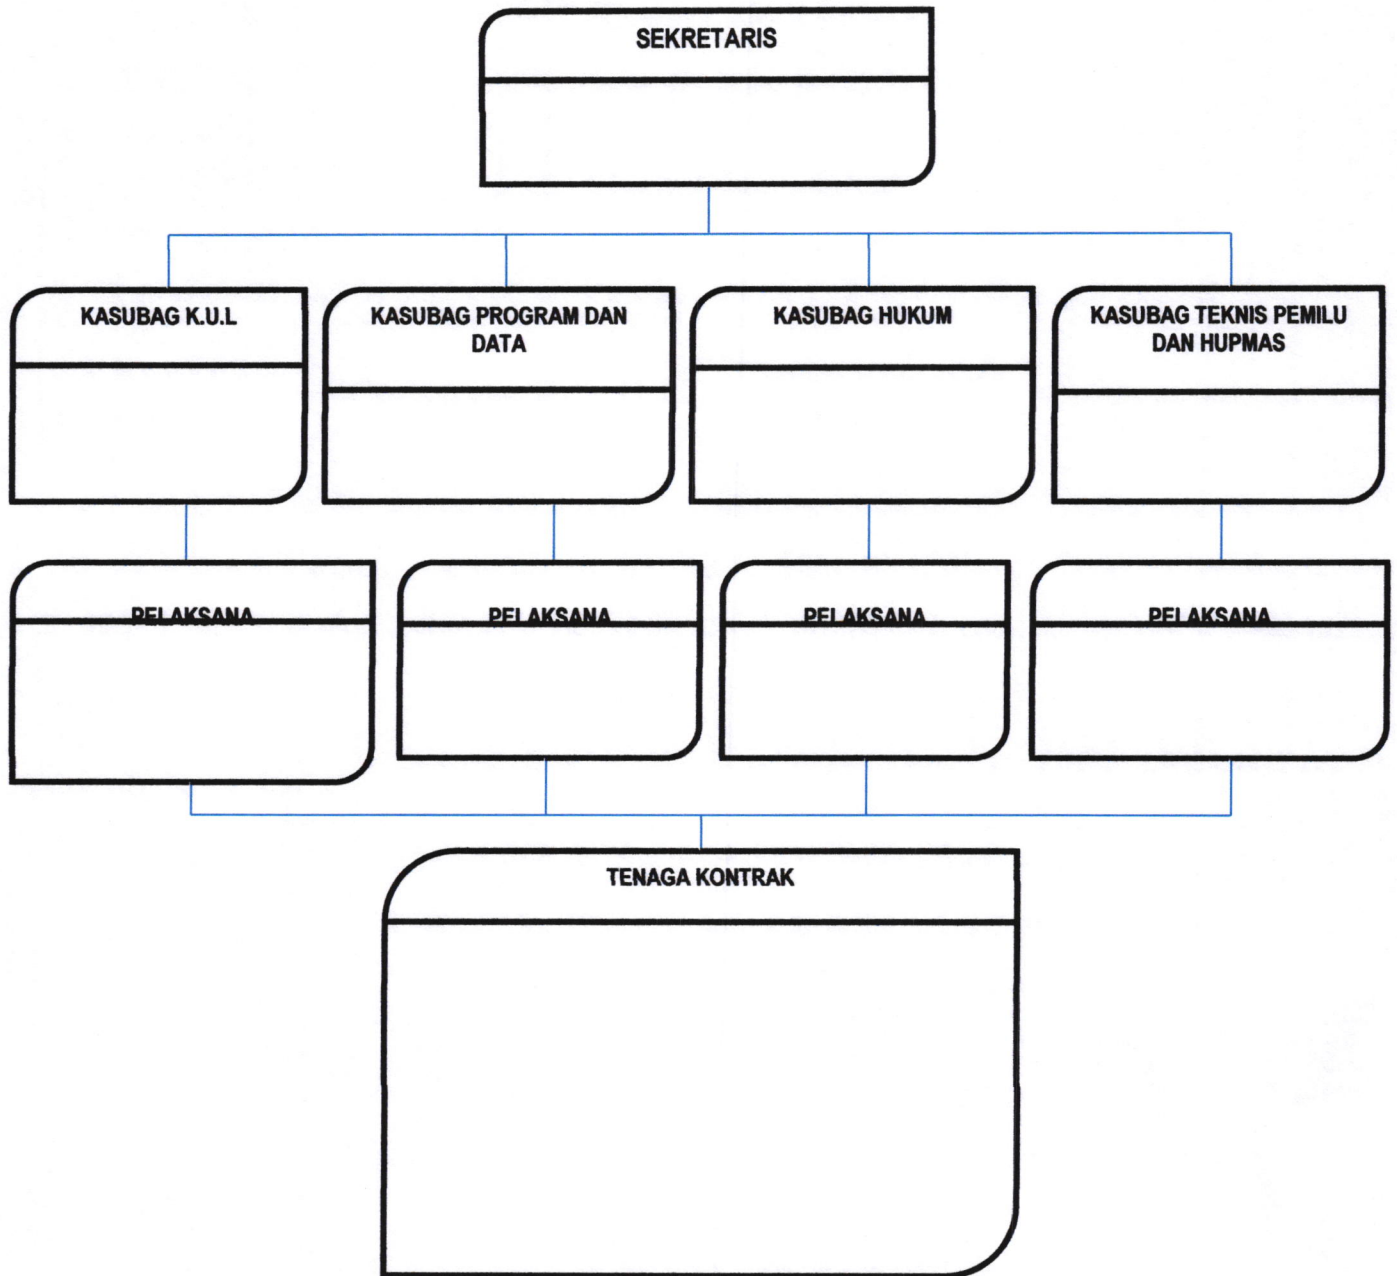 SEKRETARIS
KASUBAG K.U.L
KASUBAG PROGRAM DAN
DATA
KASUBAG HUKUM
KASUBAG TEKNIS PEMILU
DAN HUPMAS
PELAKSANA
PELAKSANA
PELAKSANA
PELAKSANA
TENAGA KONTRAK